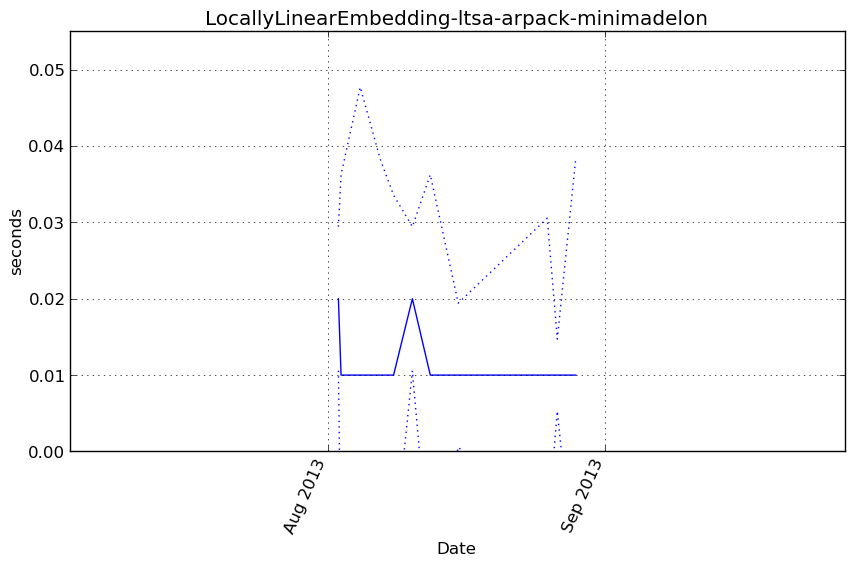 LocallyLinearEmbedding-ltsa-arpack-minimadelon
0.05
0.04
0.03
0.02
0.01
0.00
seconds
Aug 2013
Sep 2013
Date